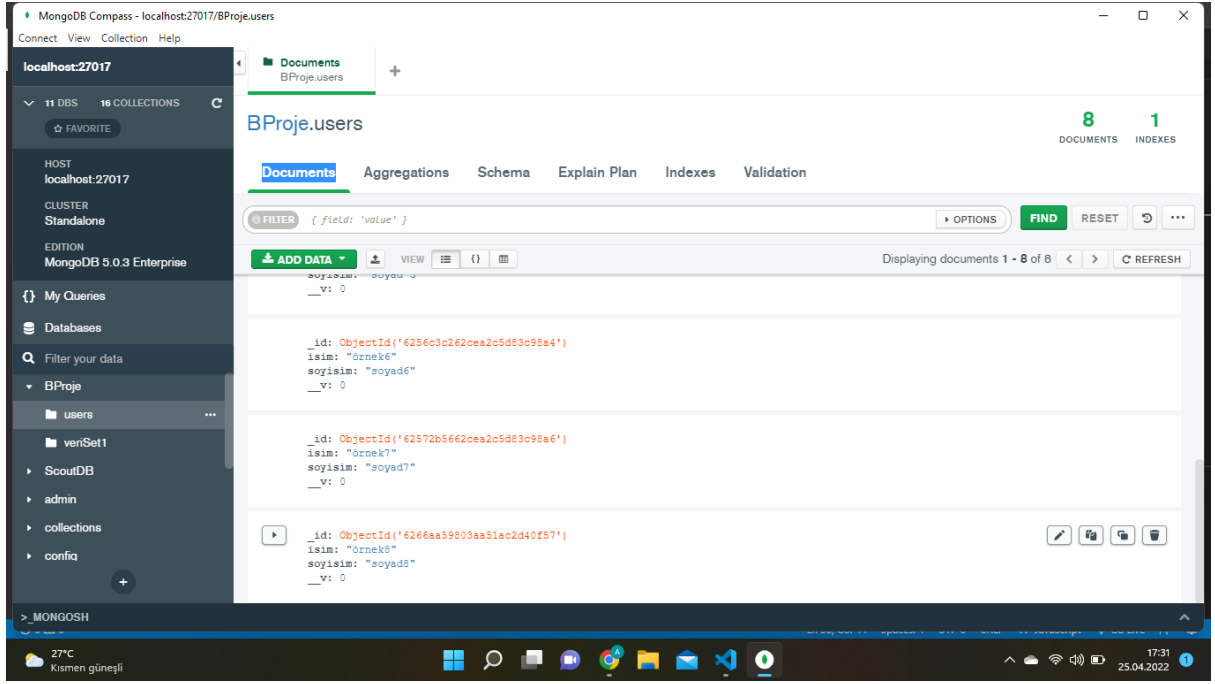 MongoDB Compass - localhost:27017/BProje.users
Connect View Collection Help
localhost:27017
Documents
BProje.users
11 DBS 16 COLLECTIONS
FAVORITE
BProje.users
8
DOCUMENTS
1
INDEXES
HOST
localhost:27017
Documents Aggregations Schema Explain Plan Indexes Validation
CLUSTER
Standalone
FILTER { field: 'value' }
OPTIONS
FIND
RESET
EDITION
MongoDB 5.0.3 Enterprise
ADD DATA
VIEW
Displaying documents 1 - 8 of 8
REFRESH
{} My Queries
Databases
Filter your data
BProje
users
veriSet1
ScoutDB
admin
collections
config
__v: 0
_id: ObjectId('6256c3c262cea2c5d83c98a4')
isim: "örnek6"
soyisim: "soyad6"
__v: 0
_id: ObjectId('62572b5662cea2c5d83c98a6')
isim: "örnek7"
soyisim: "soyad7"
__v: 0
_id: ObjectId('6266aa59803aa51ac2d40f57')
isim: "örnek8"
soyisim: "soyad8"
__v: 0
>_MONGOSH
27°C
Kısmen güneşli
17:31
25.04.2022
1